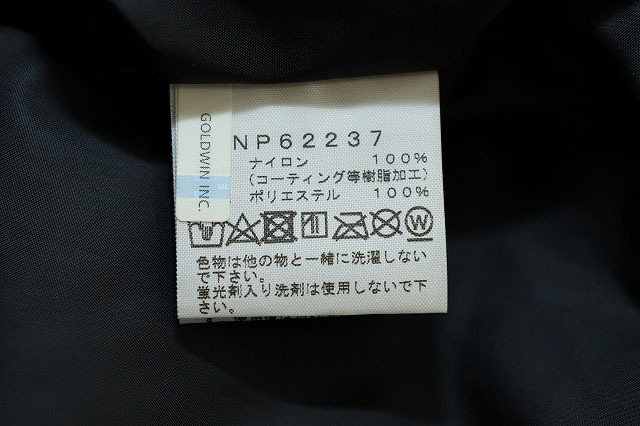 GOLDWIN INC.
NP62237
ナイロン 100%
(コーティング等樹脂加工)
ポリエステル 100%
W
色物は他の物と一緒に洗濯しない
で下さい。
蛍光剤入り洗剤は使用しないで下
さい。